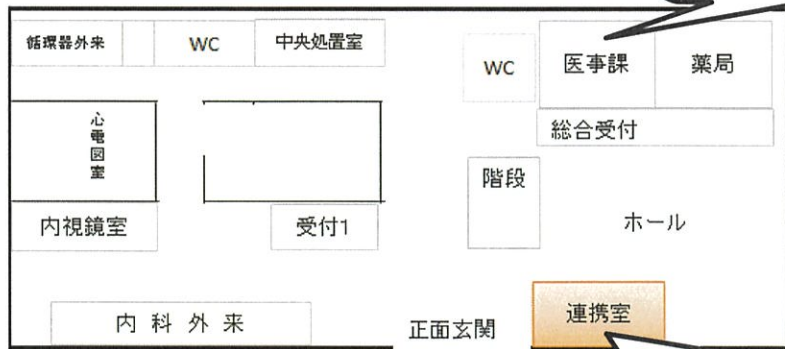 循環器外来
WC
中央処置室
WC
医事課
薬局
総合受付
心電図室
階段
内視鏡室
受付1
ホール
内科外来
正面玄関
連携室